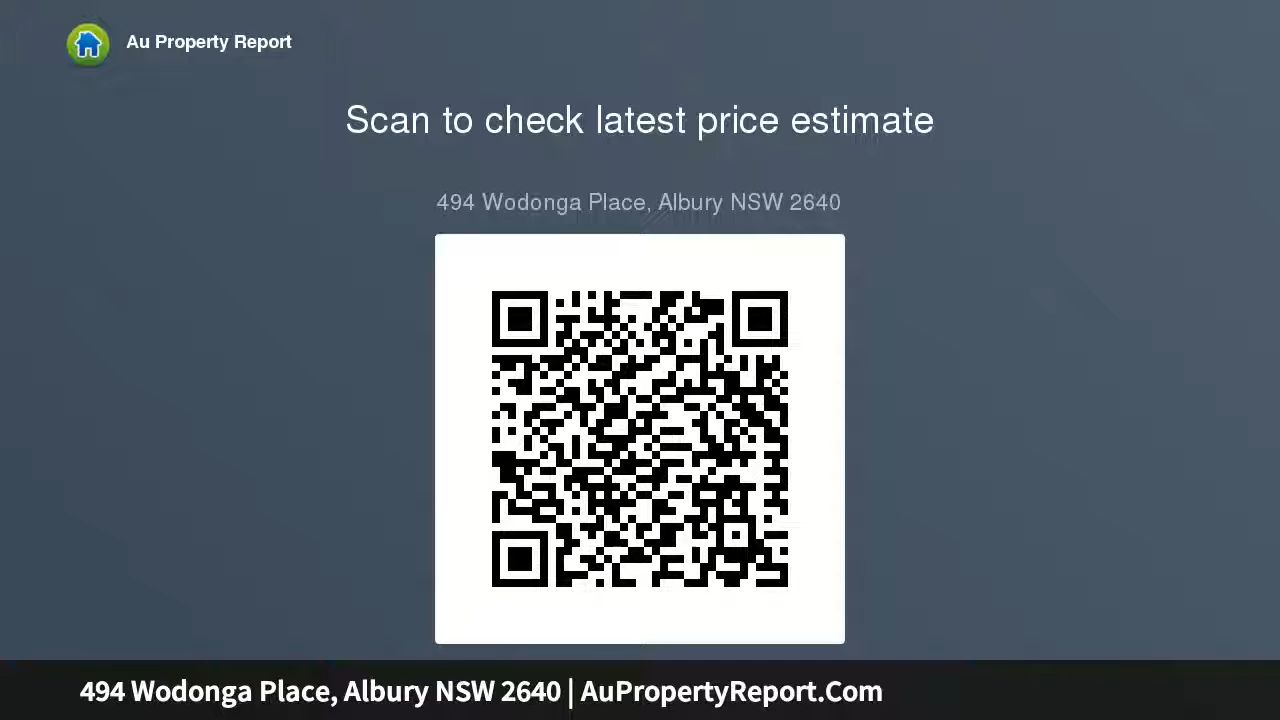 Au Property Report
Scan to check latest price estimate
494 Wodonga Place, Albury NSW 2640
494 Wodonga Place, Albury NSW 2640 | AuPropertyReport.Com